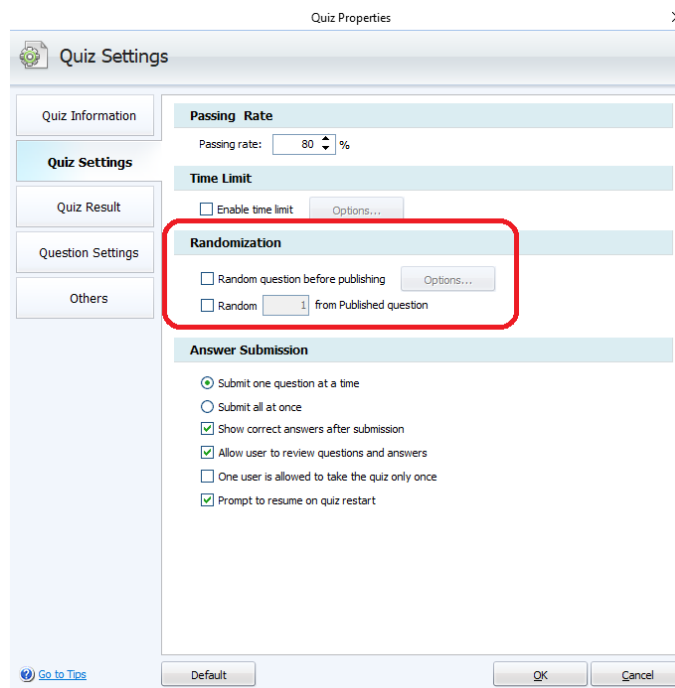 Quiz Properties
Quiz Settings
Quiz Information
Quiz Settings
Quiz Result
Question Settings
Others
Passing Rate
Passing rate: 80 %
Time Limit
Enable time limit Options...
Randomization
Random question before publishing Options...
Random 1 from Published question
Answer Submission
Submit one question at a time
Submit all at once
Show correct answers after submission
Allow user to review questions and answers
One user is allowed to take the quiz only once
Prompt to resume on quiz restart
Go to Tips Default OK Cancel